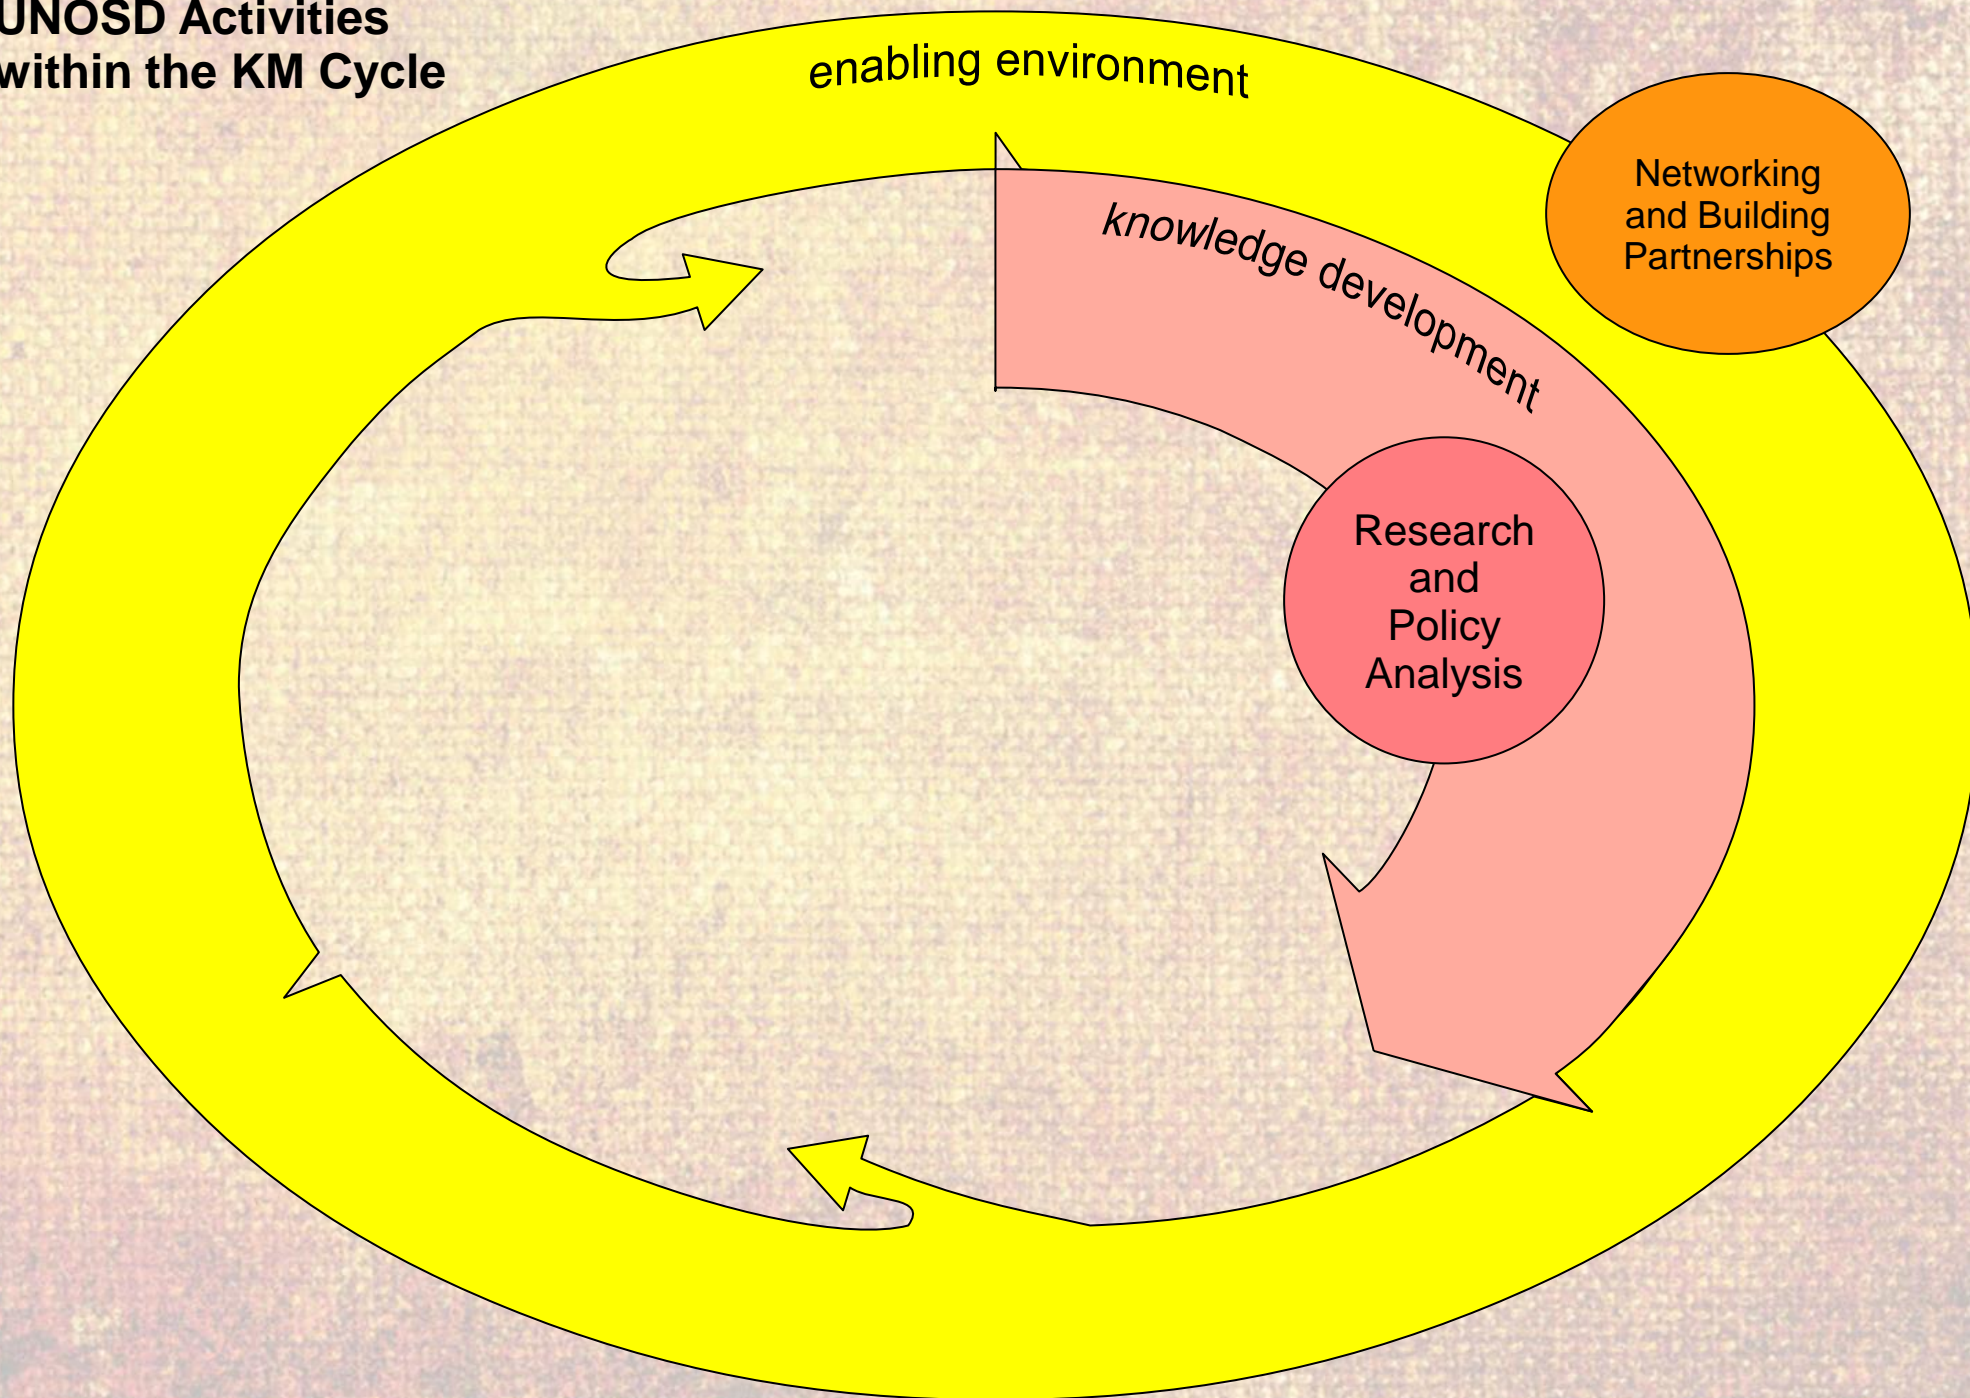 UNOSD Activities
within the KM Cycle
enabling environment
knowledge development
Networking
and Building
Partnerships
Research
and
Policy
Analysis